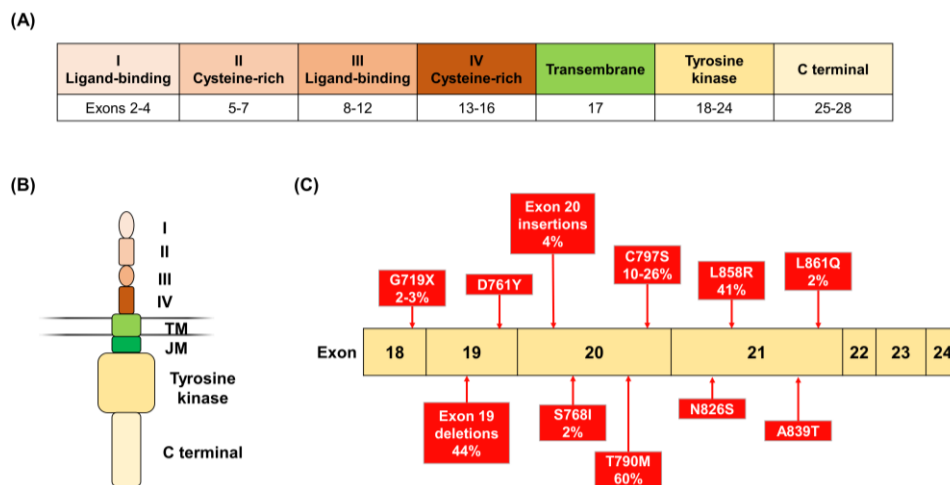 (A)
I II III IV Transembrane Tyrosine C terminal
Ligand-binding Cysteine-rich Ligand-binding Cysteine-rich kinase
Exons 2-4 5-7 8-12 13-16 17 18-24 25-28
(B)
I
II
III
IV
TM
JM
Tyrosine
kinase
C terminal
(C)
Exon 20
insertions
4%
G719X
2-3%
D761Y
C797S
10-26%
L858R
41%
L861Q
2%
Exon 18 19 20 21 22 23 24
Exon 19
deletions
44%
S768I
2%
T790M
60%
N826S
A839T